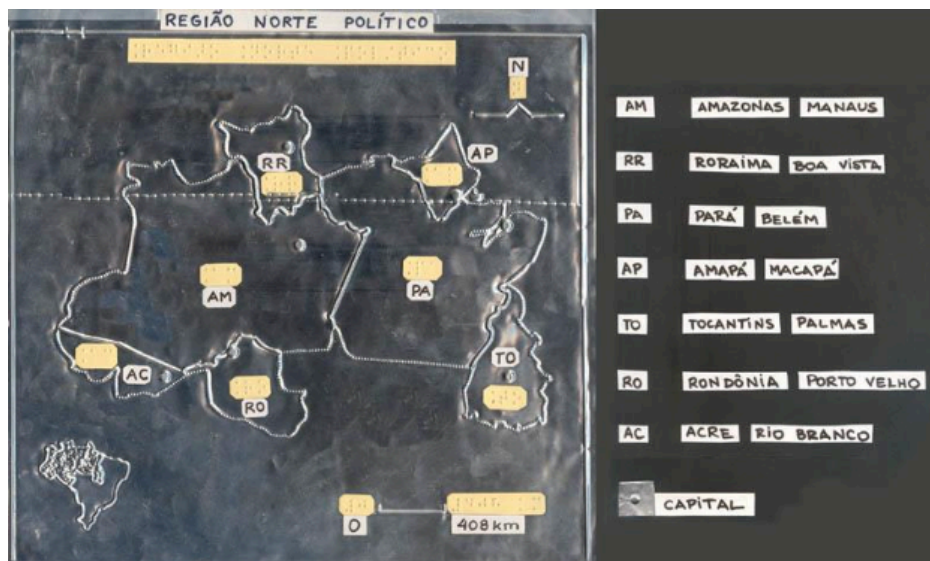 REGIÃO NORTE POLÍTICO
N
RR
AP
AM
PA
AC
RO
TO
0
408 km
AM AMAZONAS MANAUS
RR RORAIMA BOA VISTA
PA PARÁ BELÉM
AP AMAPÁ MACAPÁ
TO TOCANTINS PALMAS
RO RONDÔNIA PORTO VELHO
AC ACRE RIO BRANCO
CAPITAL